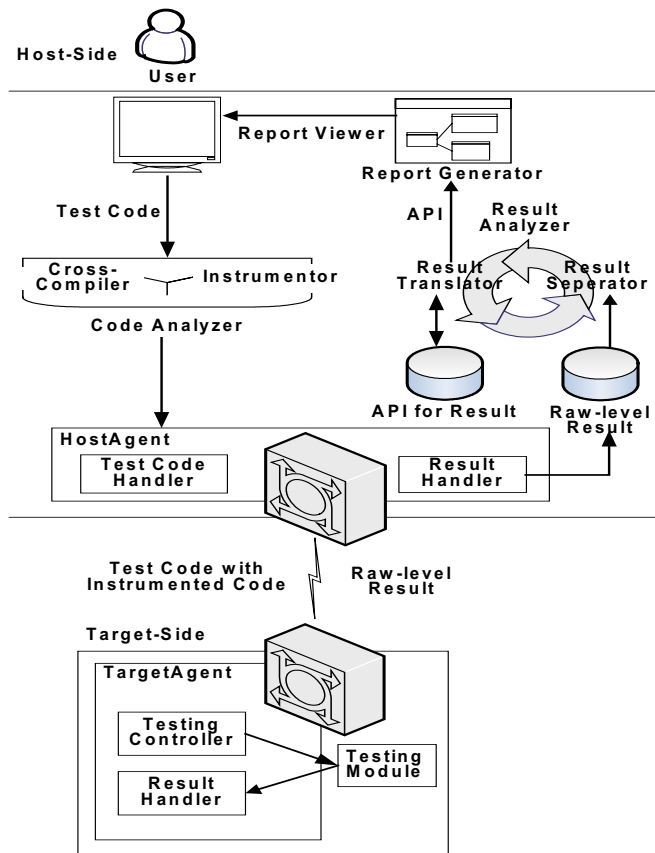 Host-Side
User
Report Viewer
Report Generator
Test Code
API
Result
Analyzer
Cross-
Compiler
Instrumentor
Result
Translator
Result
Seperator
Code Analyzer
API for Result
Raw-level
Result
HostAgent
Test Code
Handler
Result
Handler
Test Code with
Instrumented Code
Raw-level
Result
Target-Side
TargetAgent
Testing
Controller
Testing
Module
Result
Handler